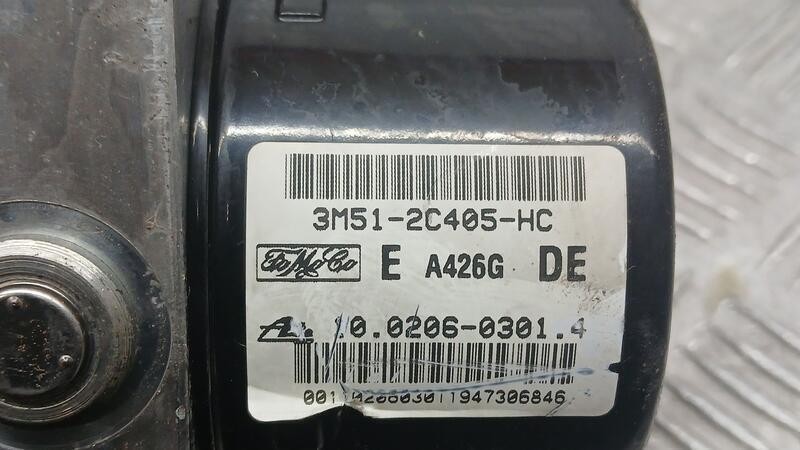 3M51-2C405-HC
FoMoCo E A426G DE
10.0206-0301.4